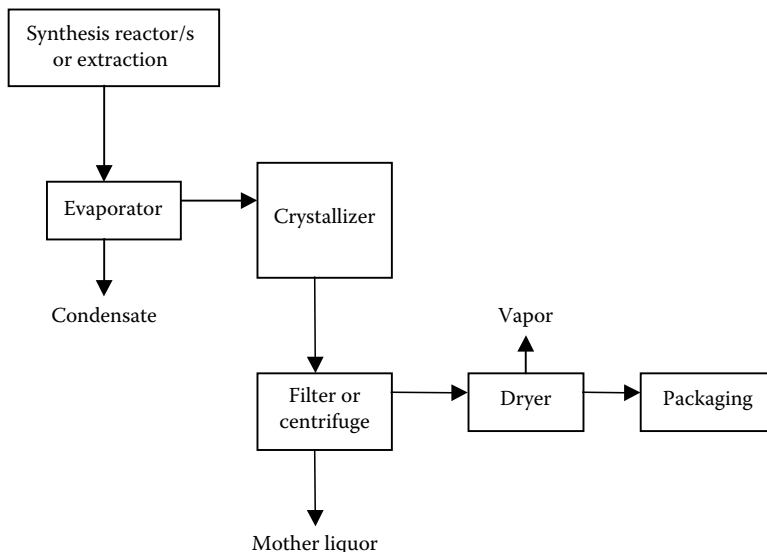 Synthesis reactor/s
or extraction
Evaporator
Crystallizer
Condensate
Vapor
Filter or
centrifuge
Dryer
Packaging
Mother liquor